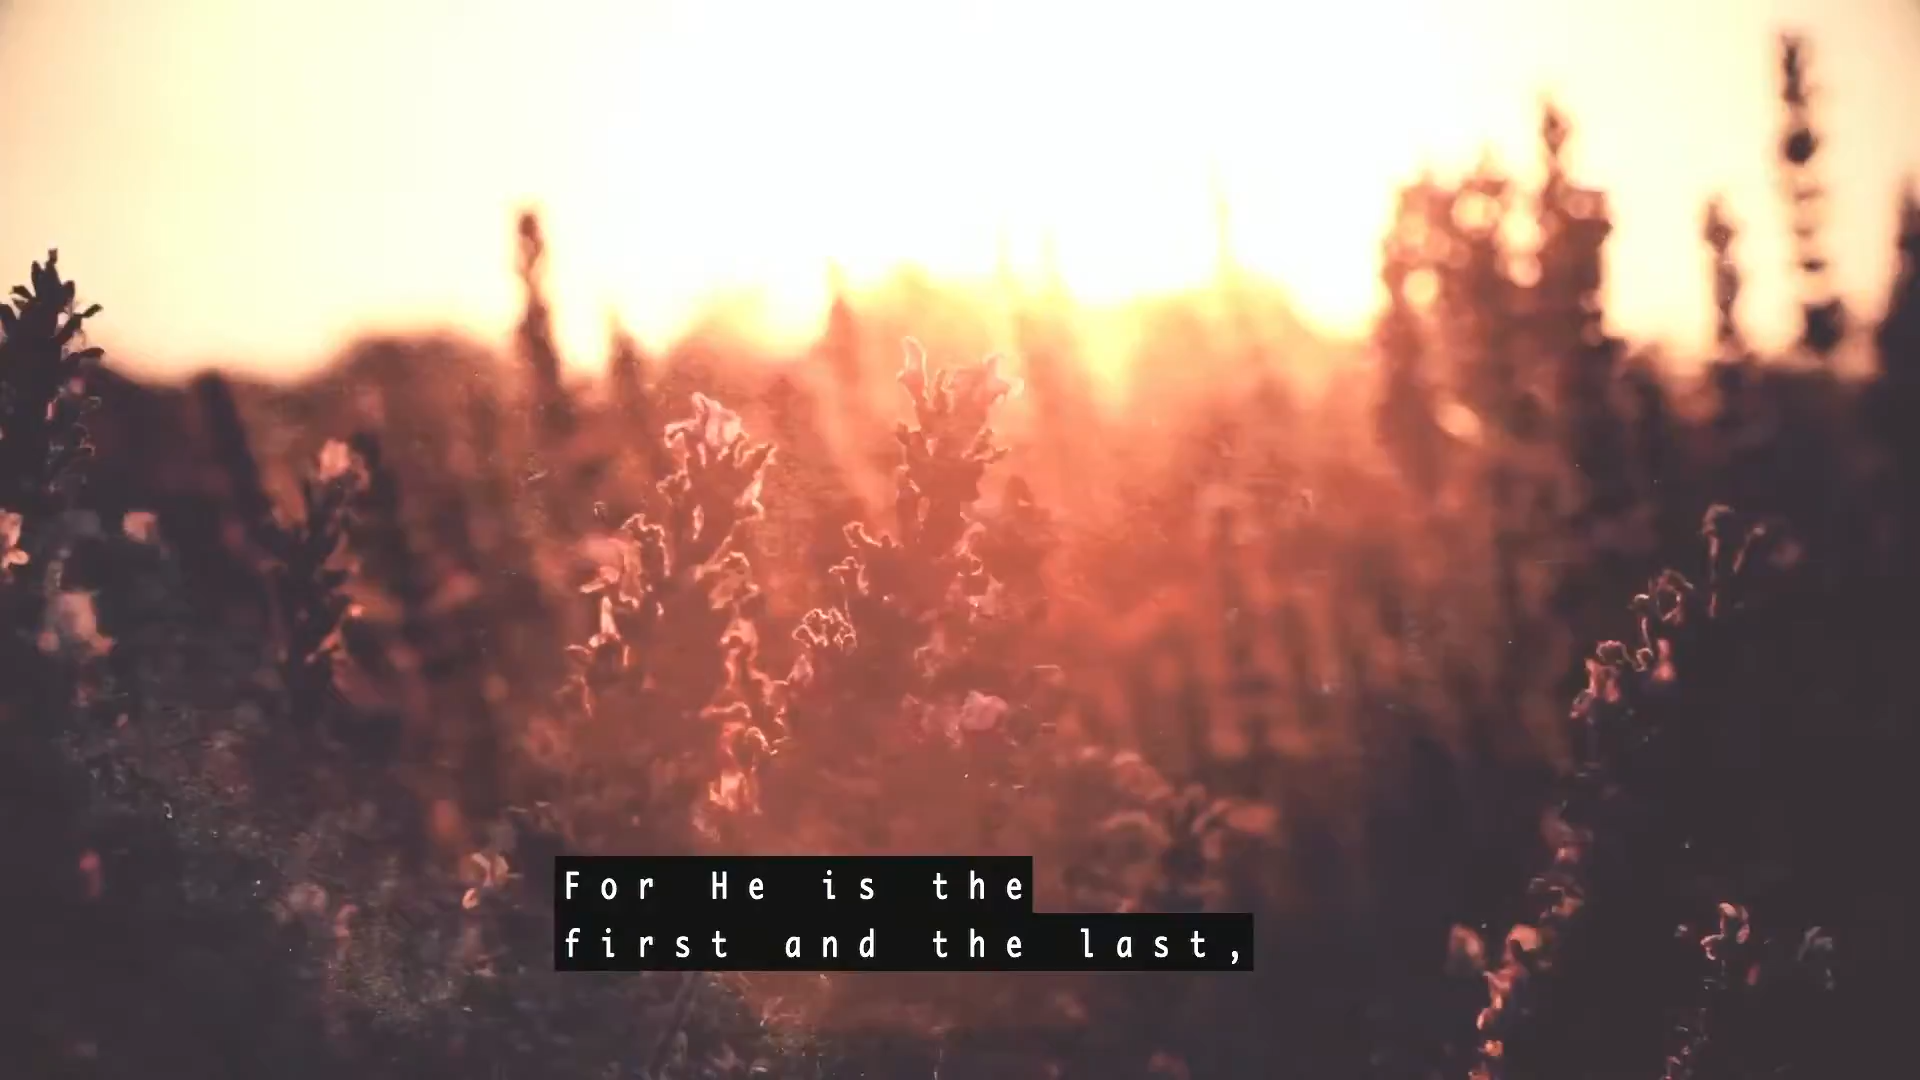 For He is the
first and the last,